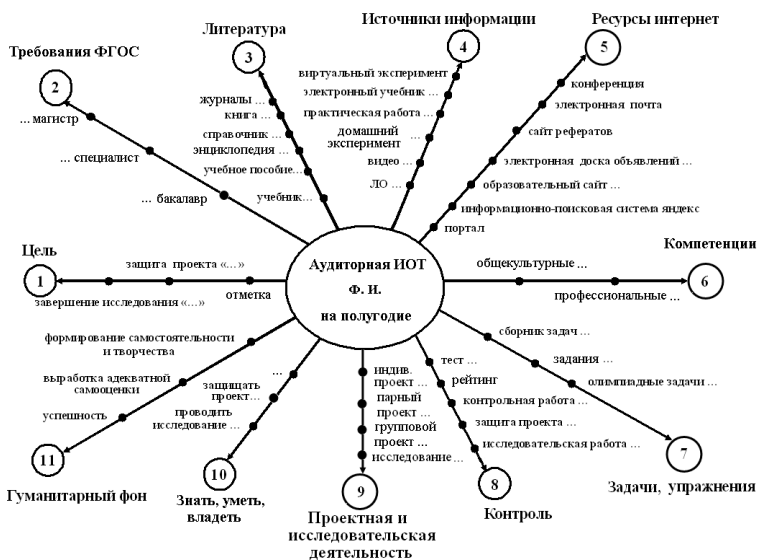 Аудиторная ИОТ
Ф. И.
на полугодие
Цель
1
защита проекта «...»
завершение исследования «...»
отметка
Требования ФГОС
2
... магистр
... специалист
... бакалавр
Литература
3
журналы ...
книга ...
справочник ...
энциклопедия ...
учебное пособие...
учебник...
Источники информации
4
виртуальный эксперимент
электронный учебник ...
практическая работа ...
домашний
эксперимент
видео ...
ЛО ...
Ресурсы интернет
5
конференция
электронная почта
сайт рефератов
электронная доска объявлений ...
образовательный сайт ...
информационно-поисковая система яндекс
портал
Компетенции
6
общекультурные ...
профессиональные ...
сборник задач ...
задания ...
олимпиадные задачи ...
7
Задачи, упражнения
тест ...
рейтинг
контрольная работа ...
защита проекта ...
исследовательская работа ...
8
Контроль
индив.
проект ...
парный
проект ...
групповой
проект ...
исследование ...
9
Проектная и
исследовательская
деятельность
...
защищать
проект...
проводить
исследование ...
10
Знать, уметь,
владеть
формирование самостоятельности
и творчества
выработка адекватной
самооценки
успешность
11
Гуманитарный фон